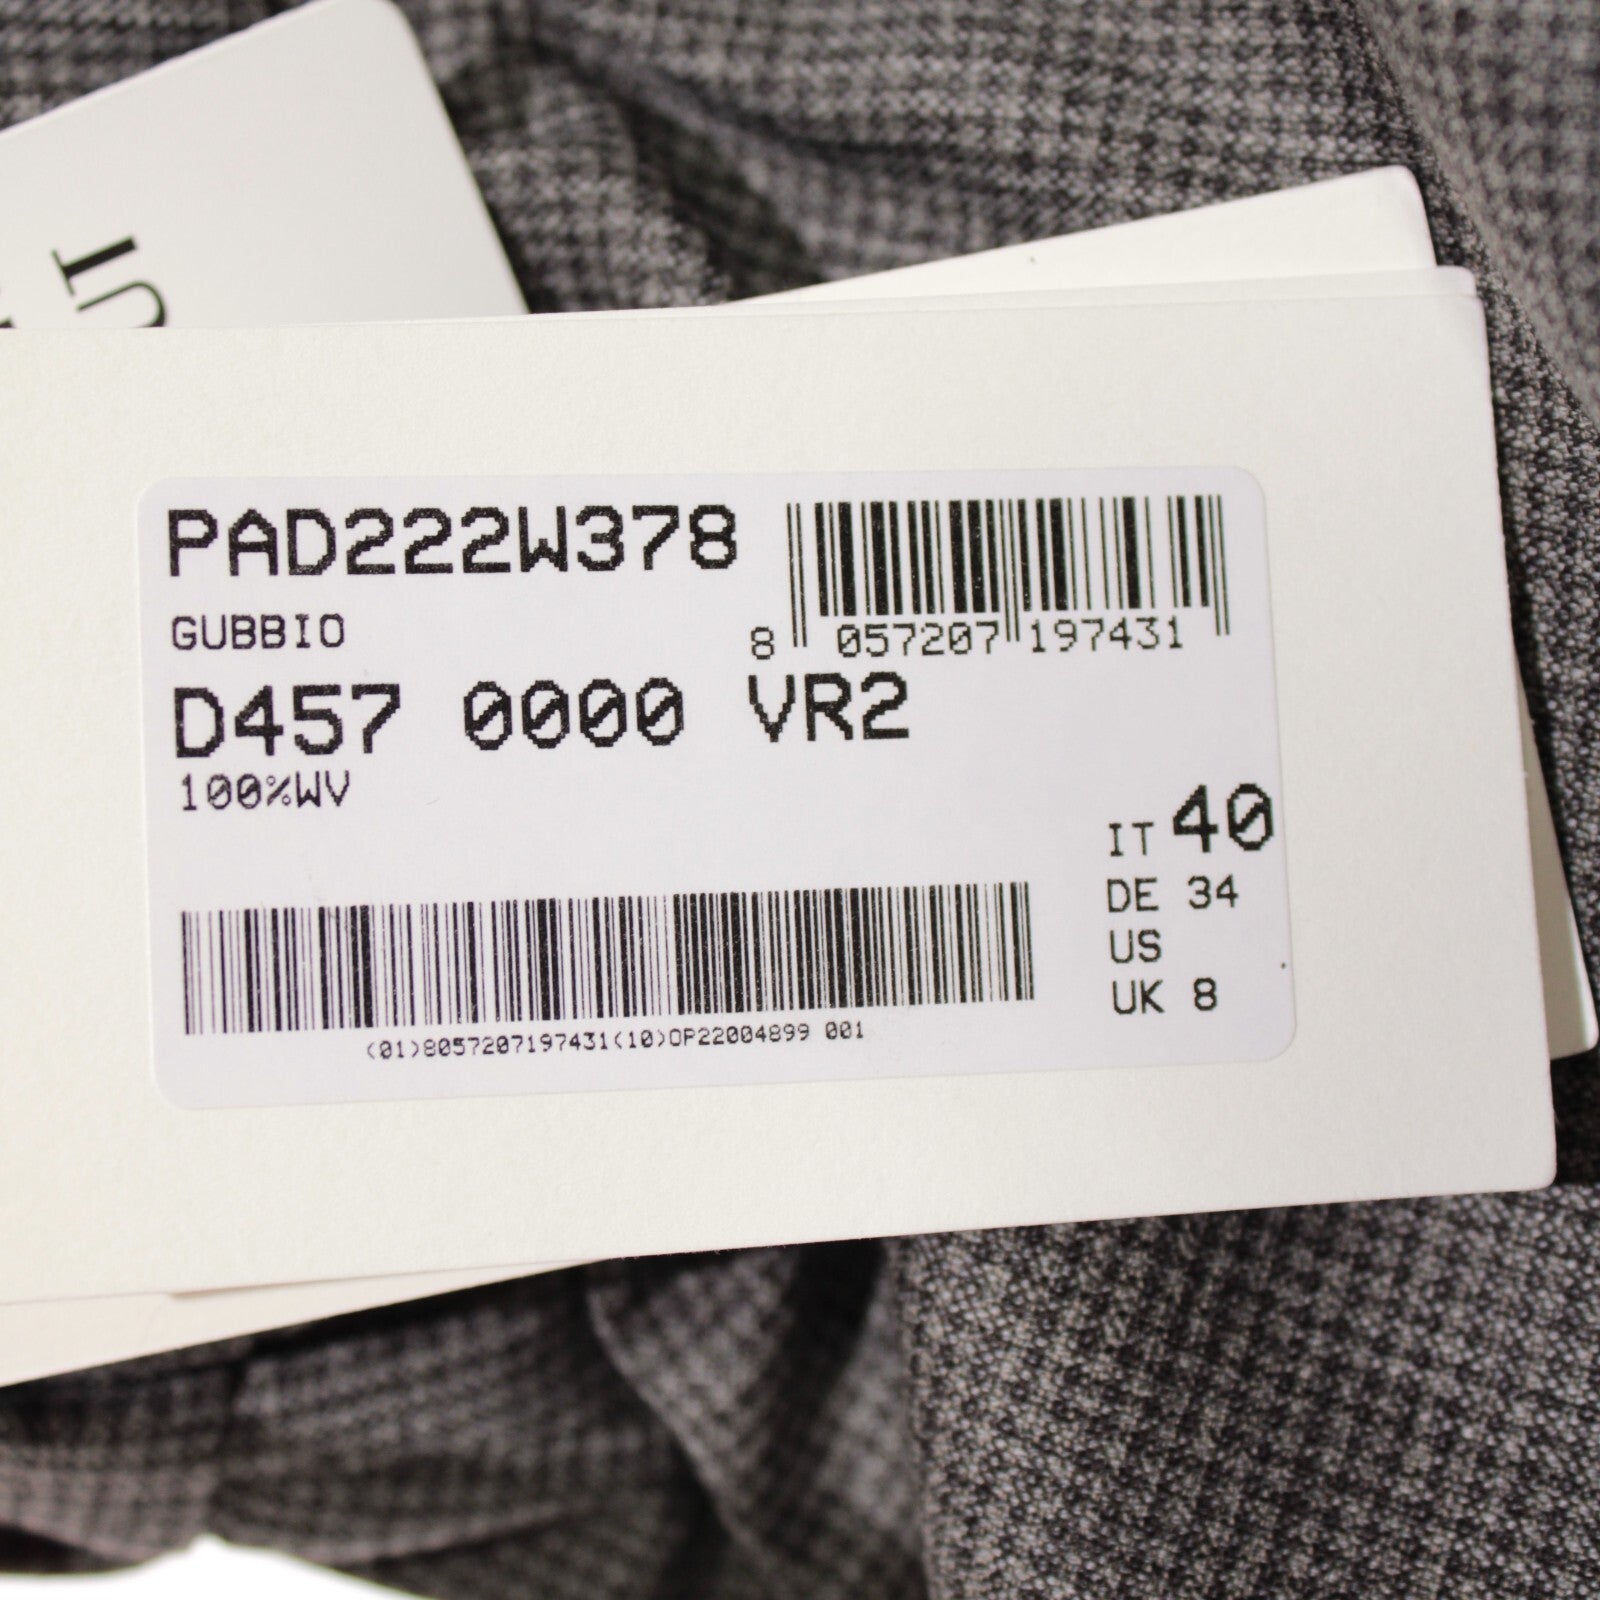 UI
PAD222W378
GUBBIO
8 057207 197431
D457 0000 VR2
100%WV
IT 40
DE 34
US
UK 8
(01)8057207197431(10)OP22004899 001